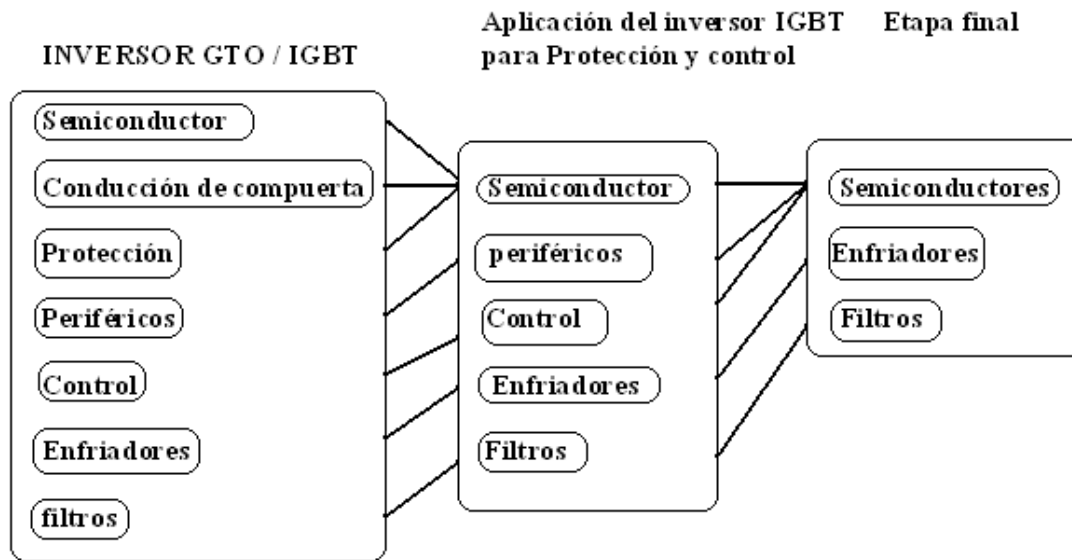 INVERSOR GTO / IGBT
Semiconductor
Conducción de compuerta
Protección
Periféricos
Control
Enfriadores
filtros
Aplicación del inversor IGBT
para Protección y control
Semiconductor
periféricos
Control
Enfriadores
Filtros
Etapa final
Semiconductores
Enfriadores
Filtros